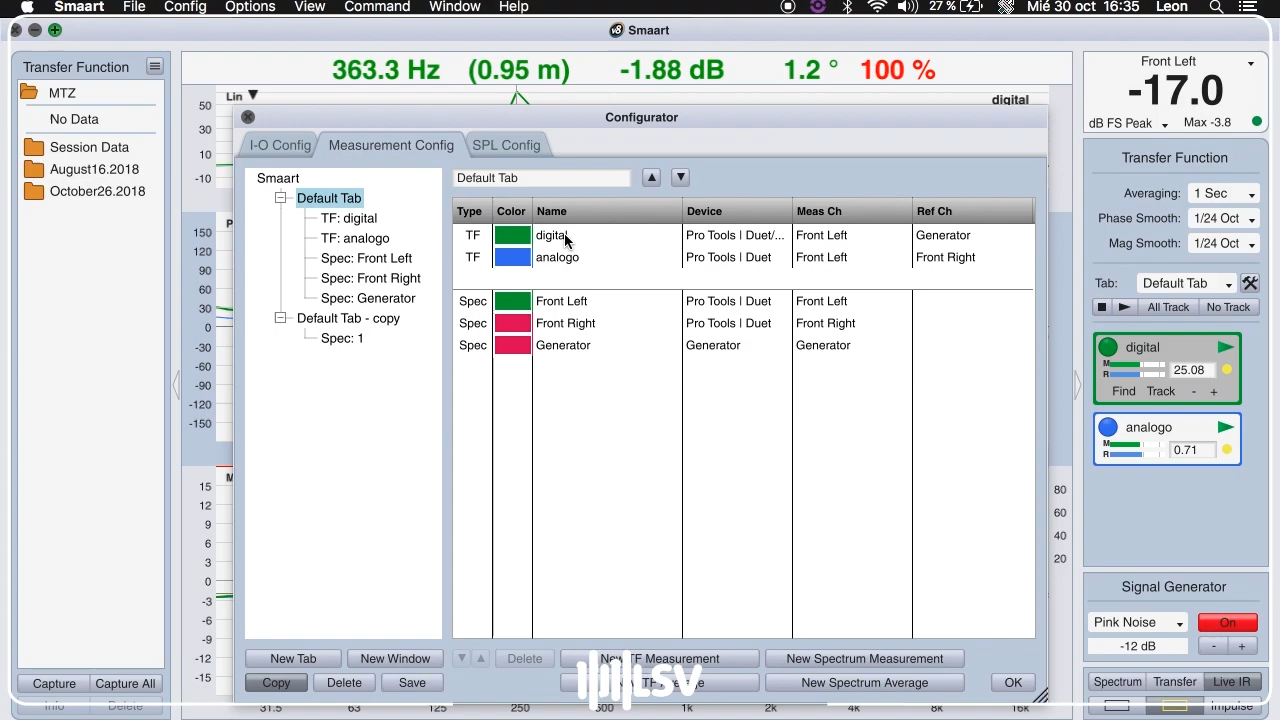 Smaart File Config Options View Command Window Help 27% Mié 30 oct 16:35 Leon
v8 Smaart
Transfer Function
MTZ
No Data
Session Data
August16.2018
October26.2018
Capture Capture All
Info Delete
363.3 Hz (0.95 m) -1.88 dB 1.2 ° 100 %
Lin digital
50
30
10
-10
P
150
120
90
60
30
0
-30
-60
-90
-120
-150
M
15
12
9
6
3
0
-3
-6
-9
-12
-15
80
60
40
20
31.5 63 125 250 500 1k 2k 4k 8k 16k
Configurator
I-O Config Measurement Config SPL Config
Smaart
Default Tab
TF: digital
TF: analogo
Spec: Front Left
Spec: Front Right
Spec: Generator
Default Tab - copy
Spec: 1
Default Tab
Type Color Name Device Meas Ch Ref Ch
TF digital Pro Tools | Duet/... Front Left Generator
TF analogo Pro Tools | Duet Front Left Front Right
Spec Front Left Pro Tools | Duet Front Left
Spec Front Right Pro Tools | Duet Front Right
Spec Generator Generator Generator
New Tab New Window Delete New TF Measurement New Spectrum Measurement
Copy Delete Save New Spectrum Average OK
LSV
Front Left
-17.0
dB FS Peak Max -3.8
Transfer Function
Averaging: 1 Sec
Phase Smooth: 1/24 Oct
Mag Smooth: 1/24 Oct
Tab: Default Tab
All Track No Track
digital
M
R 25.08
Find Track - +
analogo
M
R 0.71
Signal Generator
Pink Noise On
-12 dB - +
Spectrum Transfer Live IR
Impulse